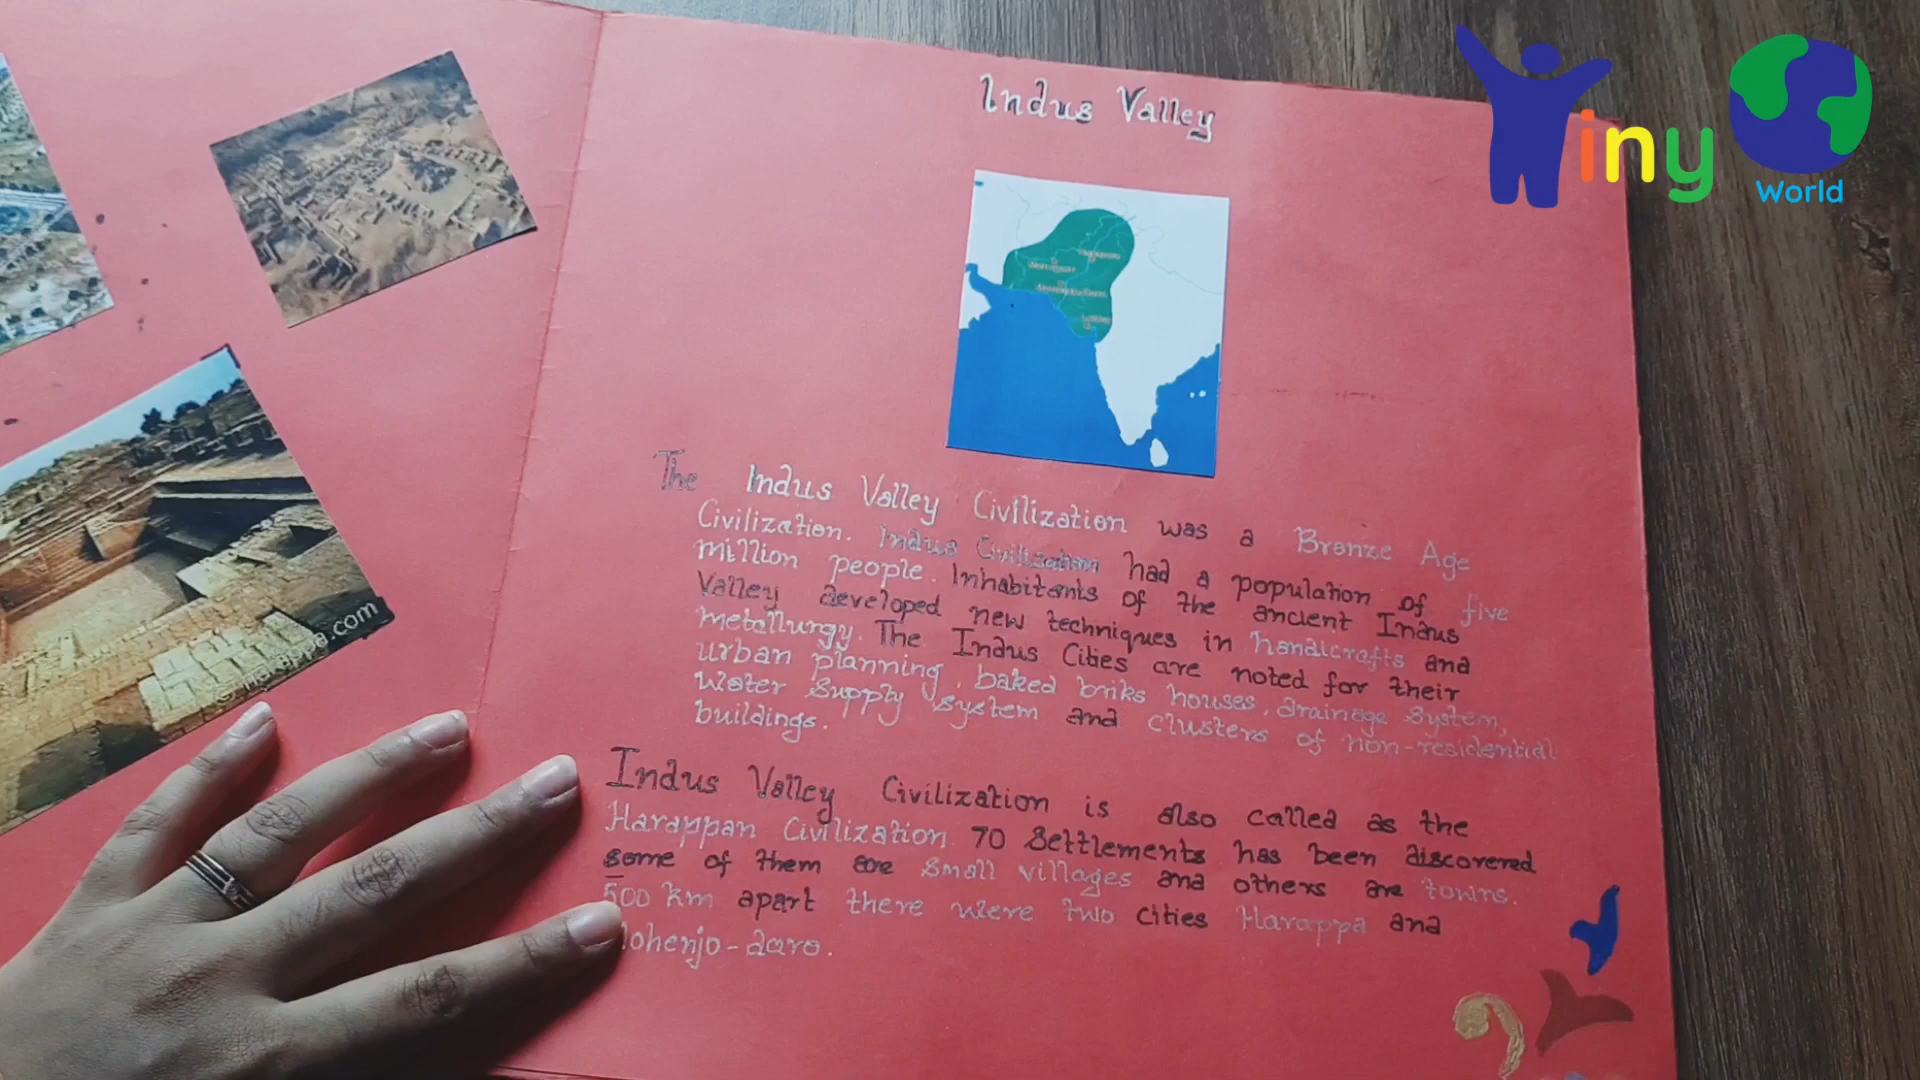 Tiny
World
Indus Valley
The Indus Valley Civilization was a Bronze Age
Civilization. Indus Civilization had a population of five
million people. Inhabitants of the ancient Indus
Valley developed new techniques in handicrafts and
metallurgy. The Indus Cities are noted for their
urban planning, baked briks houses, drainage system,
water supply system and clusters of non-residential
buildings.
Indus Valley Civilization is also called as the
Harappan Civilization 70 Settlements has been discovered
some of them are small villages and others are towns.
500 km apart there were two cities Harappa and
Mohenjo-daro.